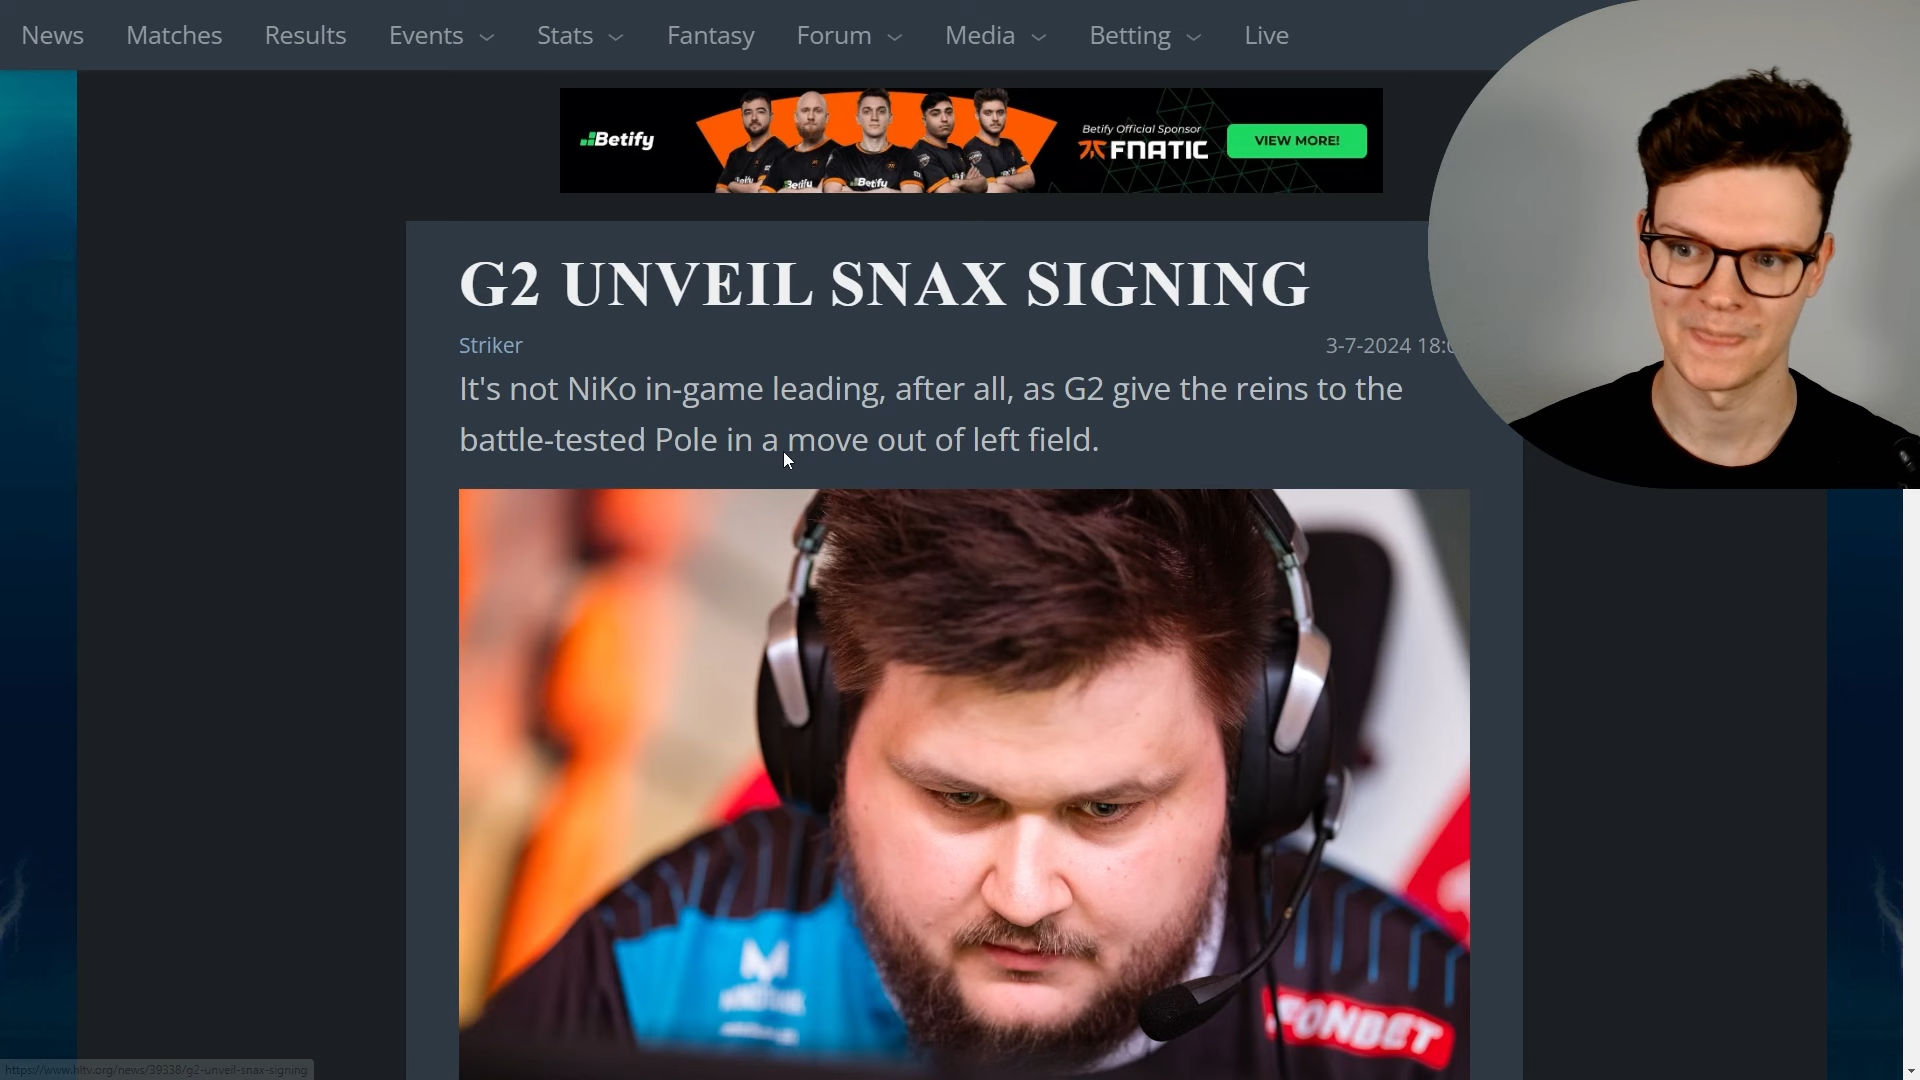 News Matches Results Events Stats Fantasy Forum Media Betting Live
Betify
Betify Official Sponsor
FNATIC
VIEW MORE!
Betify
Betify
G2 UNVEIL SNAX SIGNING
Striker
3-7-2024 18:0
It's not NiKo in-game leading, after all, as G2 give the reins to the
battle-tested Pole in a move out of left field.
FONBET
https://www.hltv.org/news/39338/g2-unveil-snax-signing